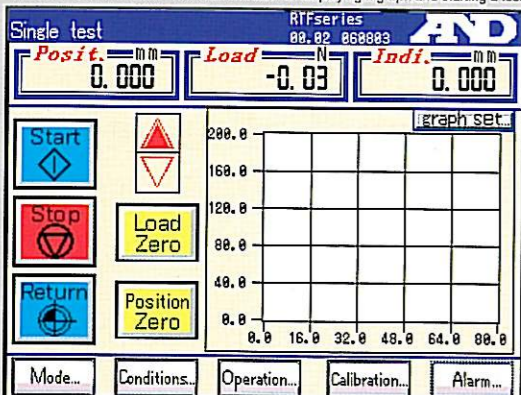 Single test
RTFseries
00.02 060803
AND
Posit. mm
0.000
Load N
-0.03
Indi. mm
0.000
graph set...
Start
Stop
Return
Load
Zero
Position
Zero
200.0
160.0
120.0
80.0
40.0
0.0
0.0 16.0 32.0 48.0 64.0 80.0
Mode... Conditions... Operation... Calibration... Alarm...